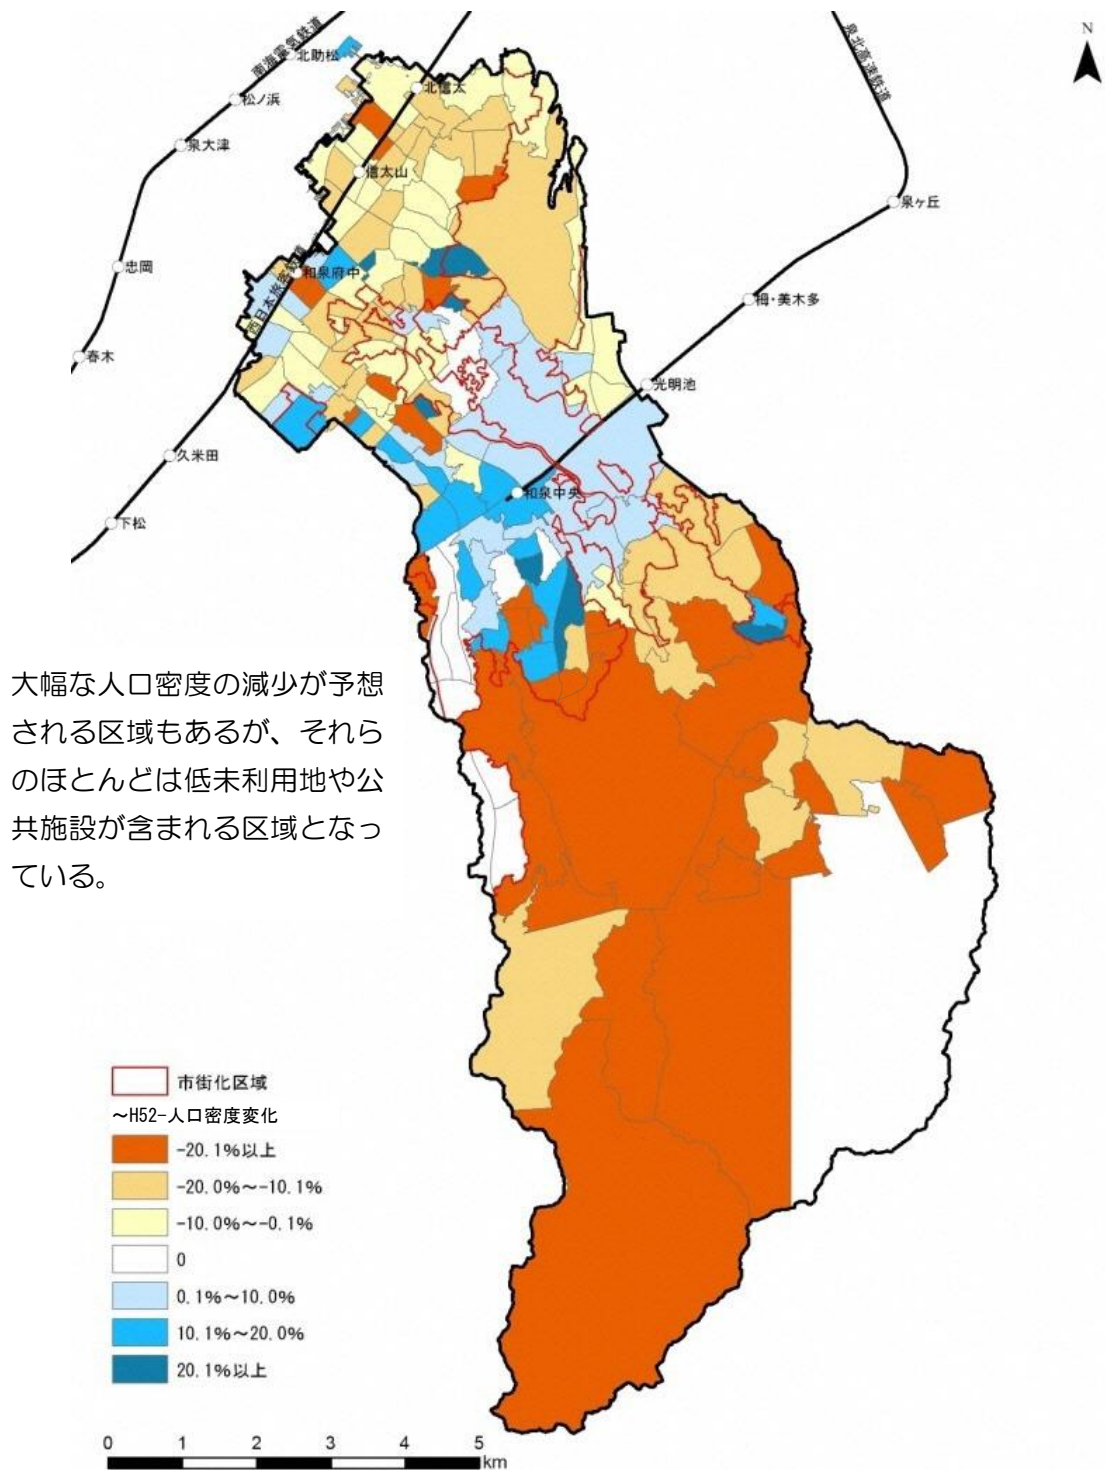 N
南海電気鉄道
北助松
松ノ浜
泉大津
忠岡
春木
北信太
信太山
和泉府中
西日本旅客鉄道
久米田
下松
泉北高速鉄道
泉ヶ丘
栂・美木多
光明池
和泉中央
大幅な人口密度の減少が予想
される区域もあるが、それら
のほとんどは低未利用地や公
共施設が含まれる区域となっ
ている。
市街化区域
～H52-人口密度変化
-20.1%以上
-20.0%～-10.1%
-10.0%～-0.1%
0
0.1%～10.0%
10.1%～20.0%
20.1%以上
0 1 2 3 4 5
km